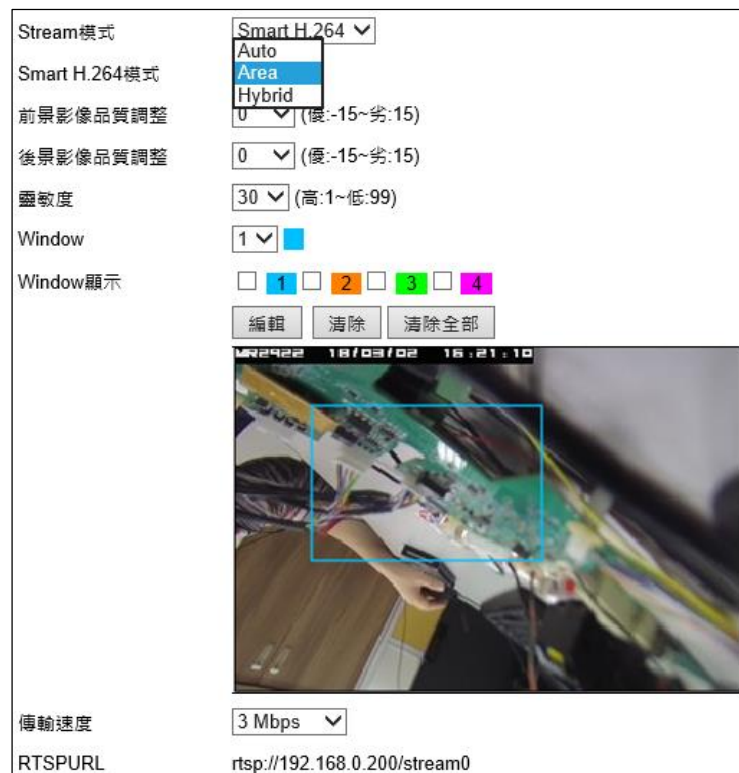 Stream模式 Smart H.264
Auto
Smart H.264模式 Area
Hybrid
前景影像品質調整 0 (優:-15~劣:15)
後景影像品質調整 0 (優:-15~劣:15)
靈敏度 30 (高:1~低:99)
Window 1
Window顯示 1 2 3 4
編輯 清除 清除全部
MR2922 18/03/02 16:21:10
傳輸速度 3 Mbps
RTSPURL rtsp://192.168.0.200/stream0